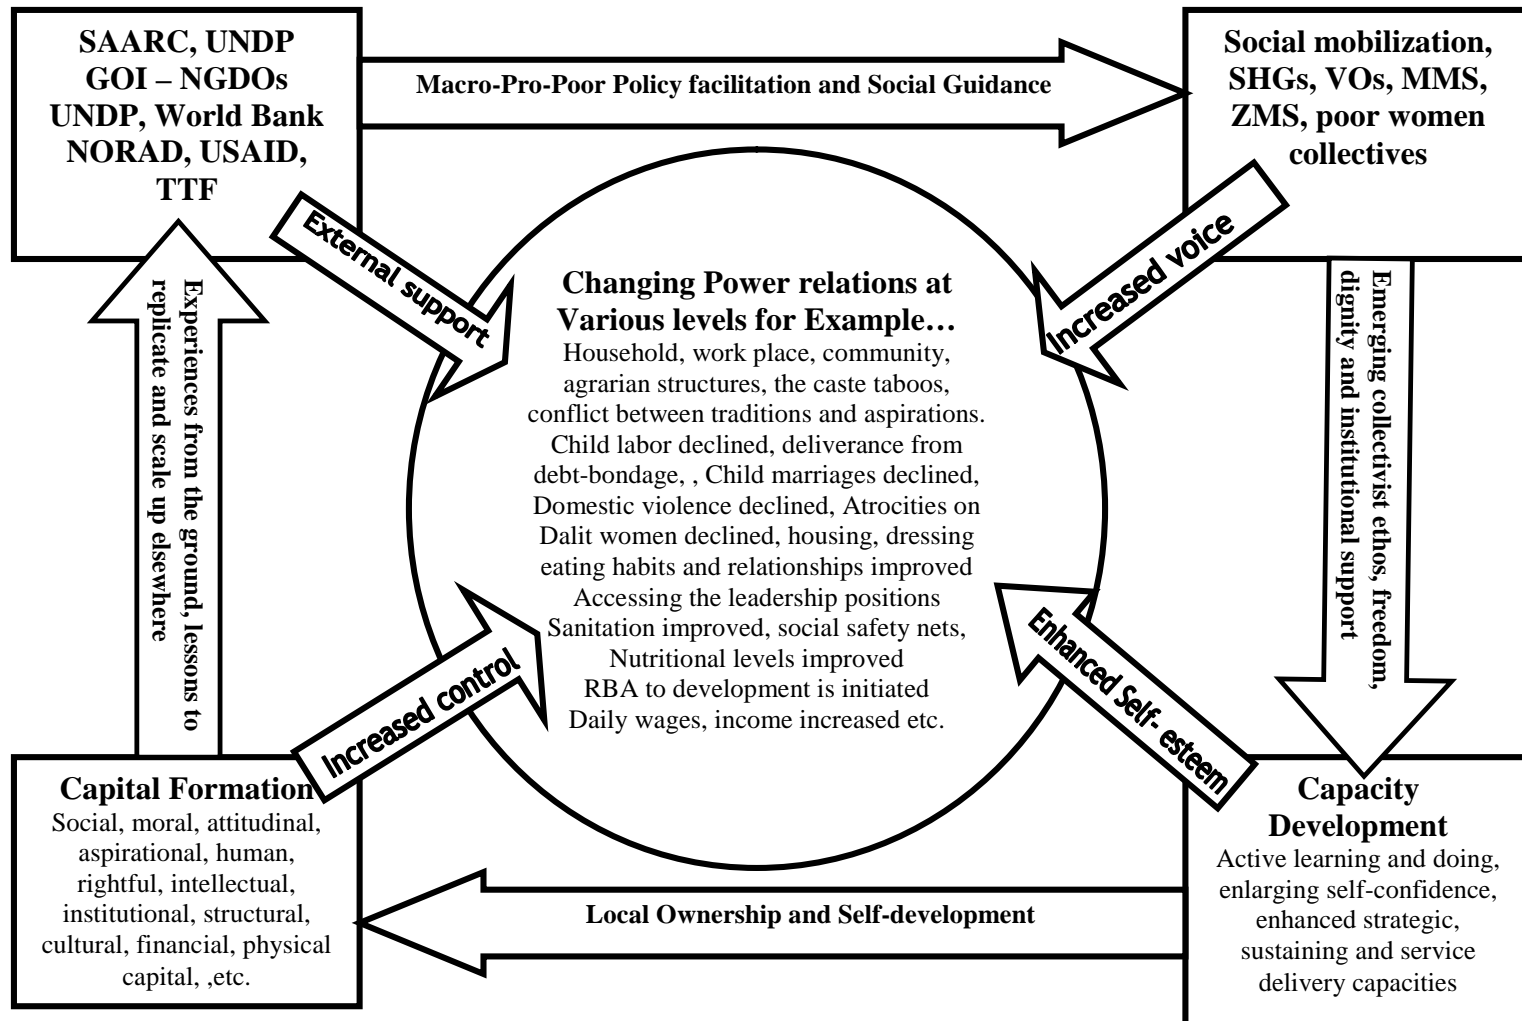 SAARC, UNDP
GOI – NGDOs
UNDP, World Bank
NORAD, USAID,
TTF
Macro-Pro-Poor Policy facilitation and Social Guidance
Social mobilization,
SHGs, VOs, MMS,
ZMS, poor women
collectives
External support
Increased voice
Experiences from the ground, lessons to
replicate and scale up elsewhere
Changing Power relations at
Various levels for Example…
Household, work place, community,
agrarian structures, the caste taboos,
conflict between traditions and aspirations.
Child labor declined, deliverance from
debt-bondage, , Child marriages declined,
Domestic violence declined, Atrocities on
Dalit women declined, housing, dressing
eating habits and relationships improved
Accessing the leadership positions
Sanitation improved, social safety nets,
Nutritional levels improved
RBA to development is initiated
Daily wages, income increased etc.
Emerging collectivist ethos, freedom,
dignity and institutional support
Increased control
Enhanced Self- esteem
Capital Formation
Social, moral, attitudinal,
aspirational, human,
rightful, intellectual,
institutional, structural,
cultural, financial, physical
capital, ,etc.
Local Ownership and Self-development
Capacity
Development
Active learning and doing,
enlarging self-confidence,
enhanced strategic,
sustaining and service
delivery capacities